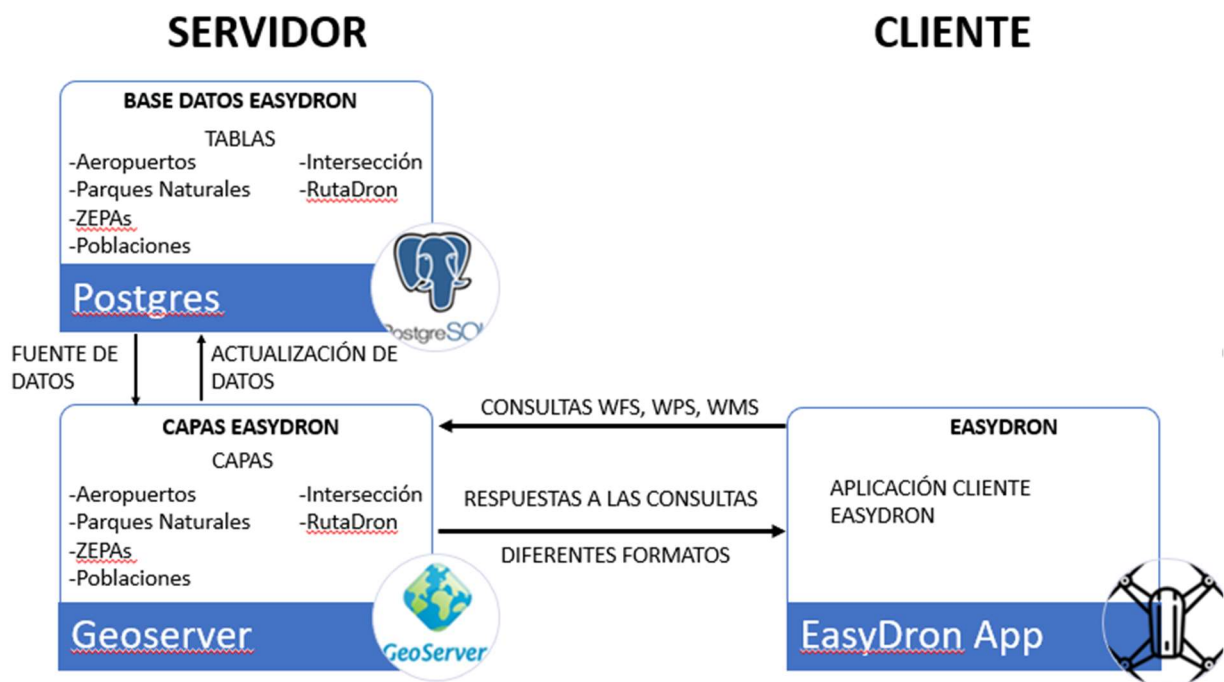 SERVIDOR
CLIENTE
BASE DATOS EASYDRON
TABLAS
-Aeropuertos
-Parques Naturales
-ZEPAs
-Poblaciones
-Intersección
-RutaDron
Postgres
PostgreSQL
FUENTE DE
DATOS
ACTUALIZACIÓN DE
DATOS
CAPAS EASYDRON
CAPAS
-Aeropuertos
-Parques Naturales
-ZEPAs
-Poblaciones
-Intersección
-RutaDron
Geoserver
GeoServer
CONSULTAS WFS, WPS, WMS
RESPUESTAS A LAS CONSULTAS
DIFERENTES FORMATOS
EASYDRON
APLICACIÓN CLIENTE
EASYDRON
EasyDron App